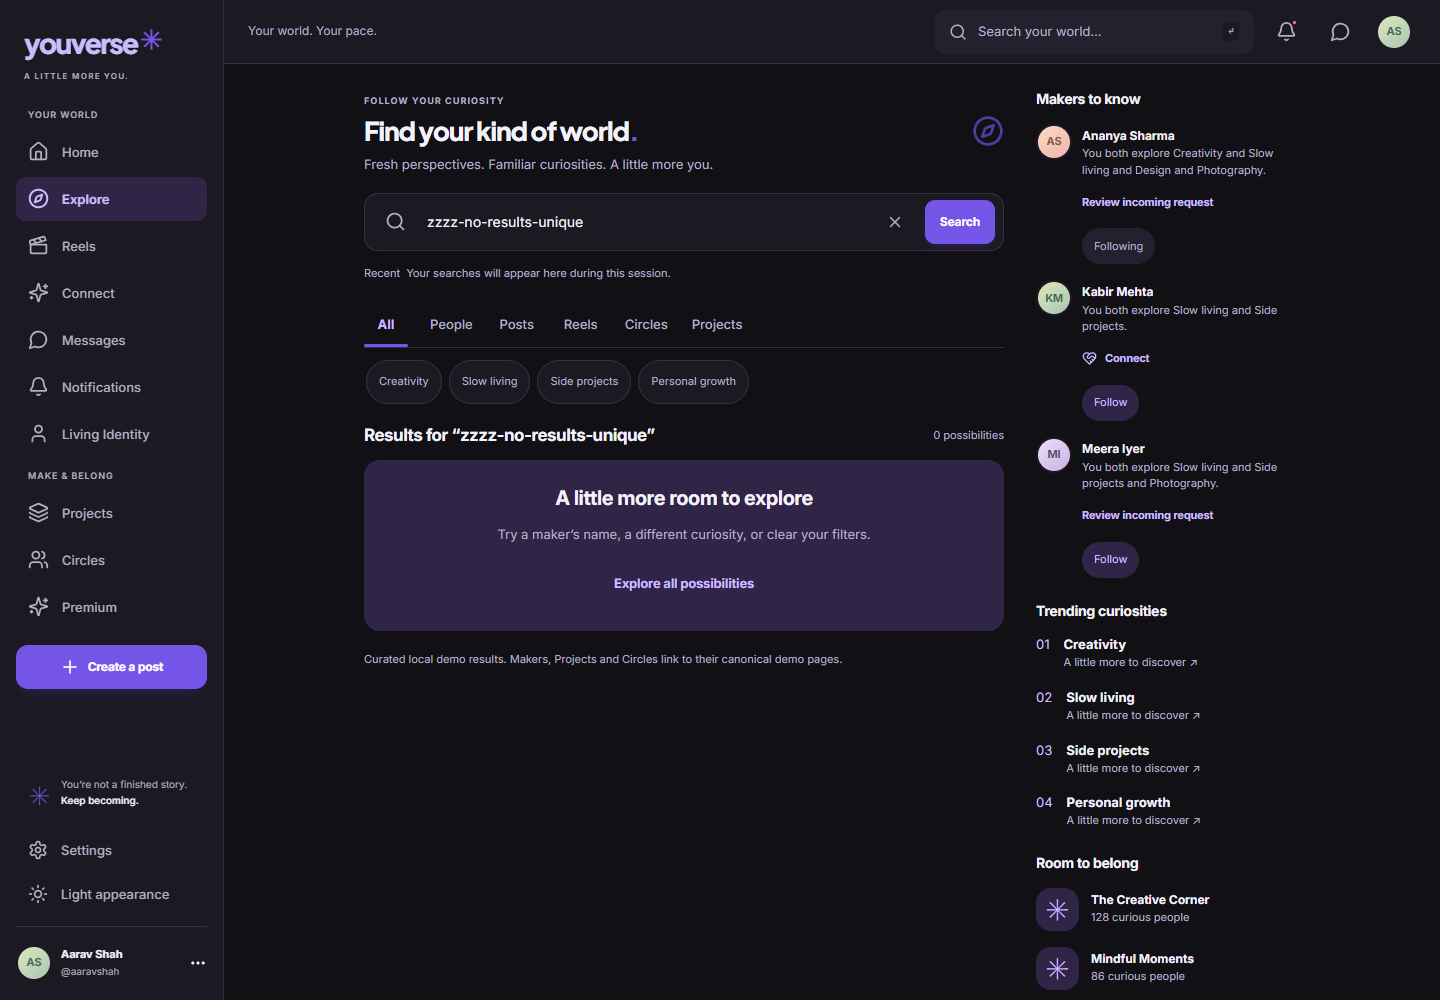 youverse
A LITTLE MORE YOU.
YOUR WORLD
Home
Explore
Reels
Connect
Messages
Notifications
Living Identity
MAKE & BELONG
Projects
Circles
Premium
Create a post
You're not a finished story.
Keep becoming.
Settings
Light appearance
AS
Aarav Shah
@aaravshah
Your world. Your pace.
Search your world...
AS
FOLLOW YOUR CURIOSITY
Find your kind of world.
Fresh perspectives. Familiar curiosities. A little more you.
zzzz-no-results-unique
Search
Recent Your searches will appear here during this session.
All People Posts Reels Circles Projects
Creativity Slow living Side projects Personal growth
Results for “zzzz-no-results-unique”
0 possibilities
A little more room to explore
Try a maker’s name, a different curiosity, or clear your filters.
Explore all possibilities
Curated local demo results. Makers, Projects and Circles link to their canonical demo pages.
Makers to know
AS
Ananya Sharma
You both explore Creativity and Slow
living and Design and Photography.
Review incoming request
Following
KM
Kabir Mehta
You both explore Slow living and Side
projects.
Connect
Follow
MI
Meera Iyer
You both explore Slow living and Side
projects and Photography.
Review incoming request
Follow
Trending curiosities
01 Creativity
A little more to discover ↗
02 Slow living
A little more to discover ↗
03 Side projects
A little more to discover ↗
04 Personal growth
A little more to discover ↗
Room to belong
The Creative Corner
128 curious people
Mindful Moments
86 curious people